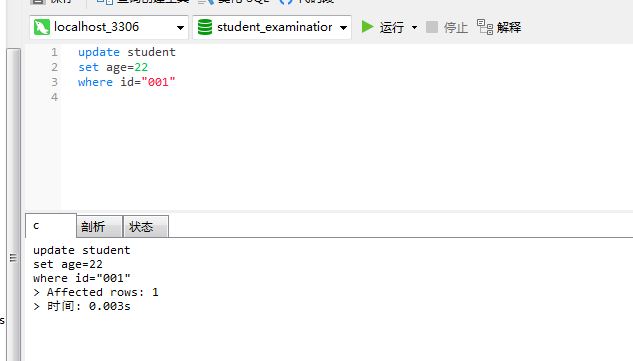 localhost_3306
student_examination
运行
停止
解释
1 update student
2 set age=22
3 where id="001"
4
c
剖析
状态
update student
set age=22
where id="001"
> Affected rows: 1
> 时间: 0.003s
s